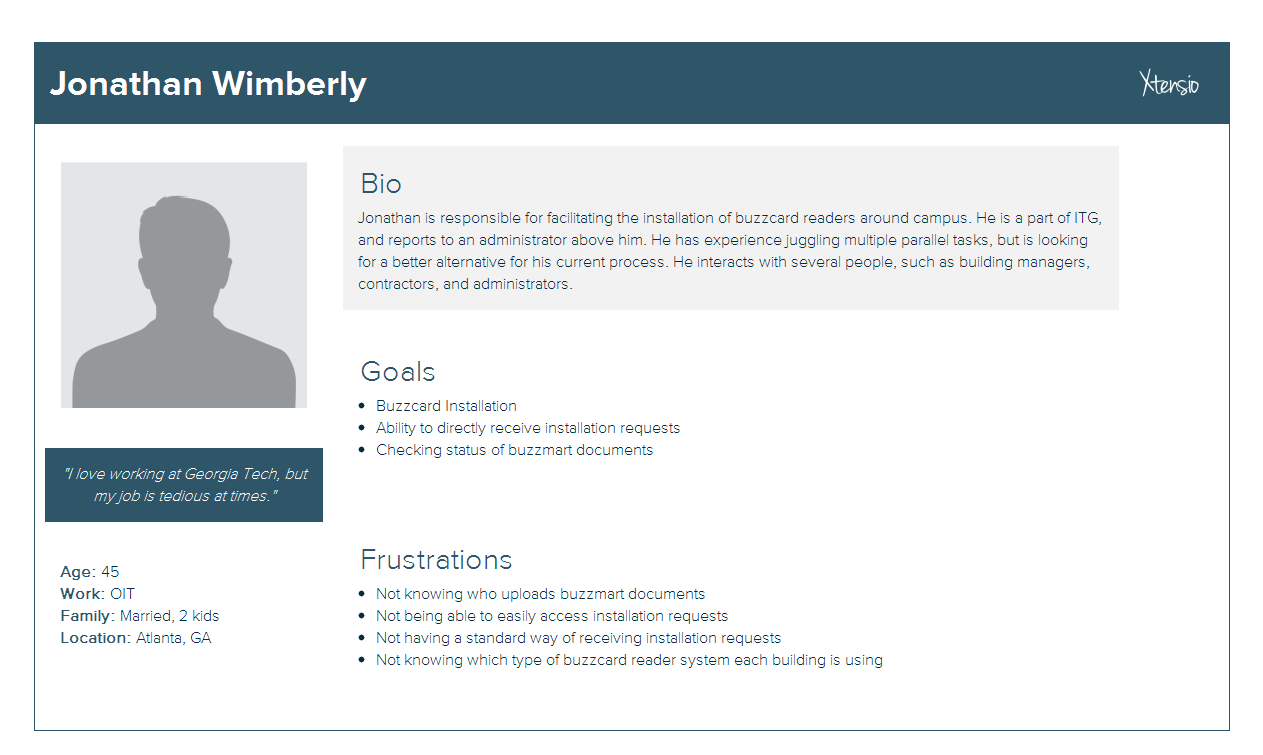 Jonathan Wimberly
Xtensio
Bio
Jonathan is responsible for facilitating the installation of buzzcard readers around campus. He is a part of ITG,
and reports to an administrator above him. He has experience juggling multiple parallel tasks, but is looking
for a better alternative for his current process. He interacts with several people, such as building managers,
contractors, and administrators.
Goals
• Buzzcard Installation
• Ability to directly receive installation requests
• Checking status of buzzmart documents
"I love working at Georgia Tech, but
my job is tedious at times."
Age: 45
Work: OIT
Family: Married, 2 kids
Location: Atlanta, GA
Frustrations
• Not knowing who uploads buzzmart documents
• Not being able to easily access installation requests
• Not having a standard way of receiving installation requests
• Not knowing which type of buzzcard reader system each building is using